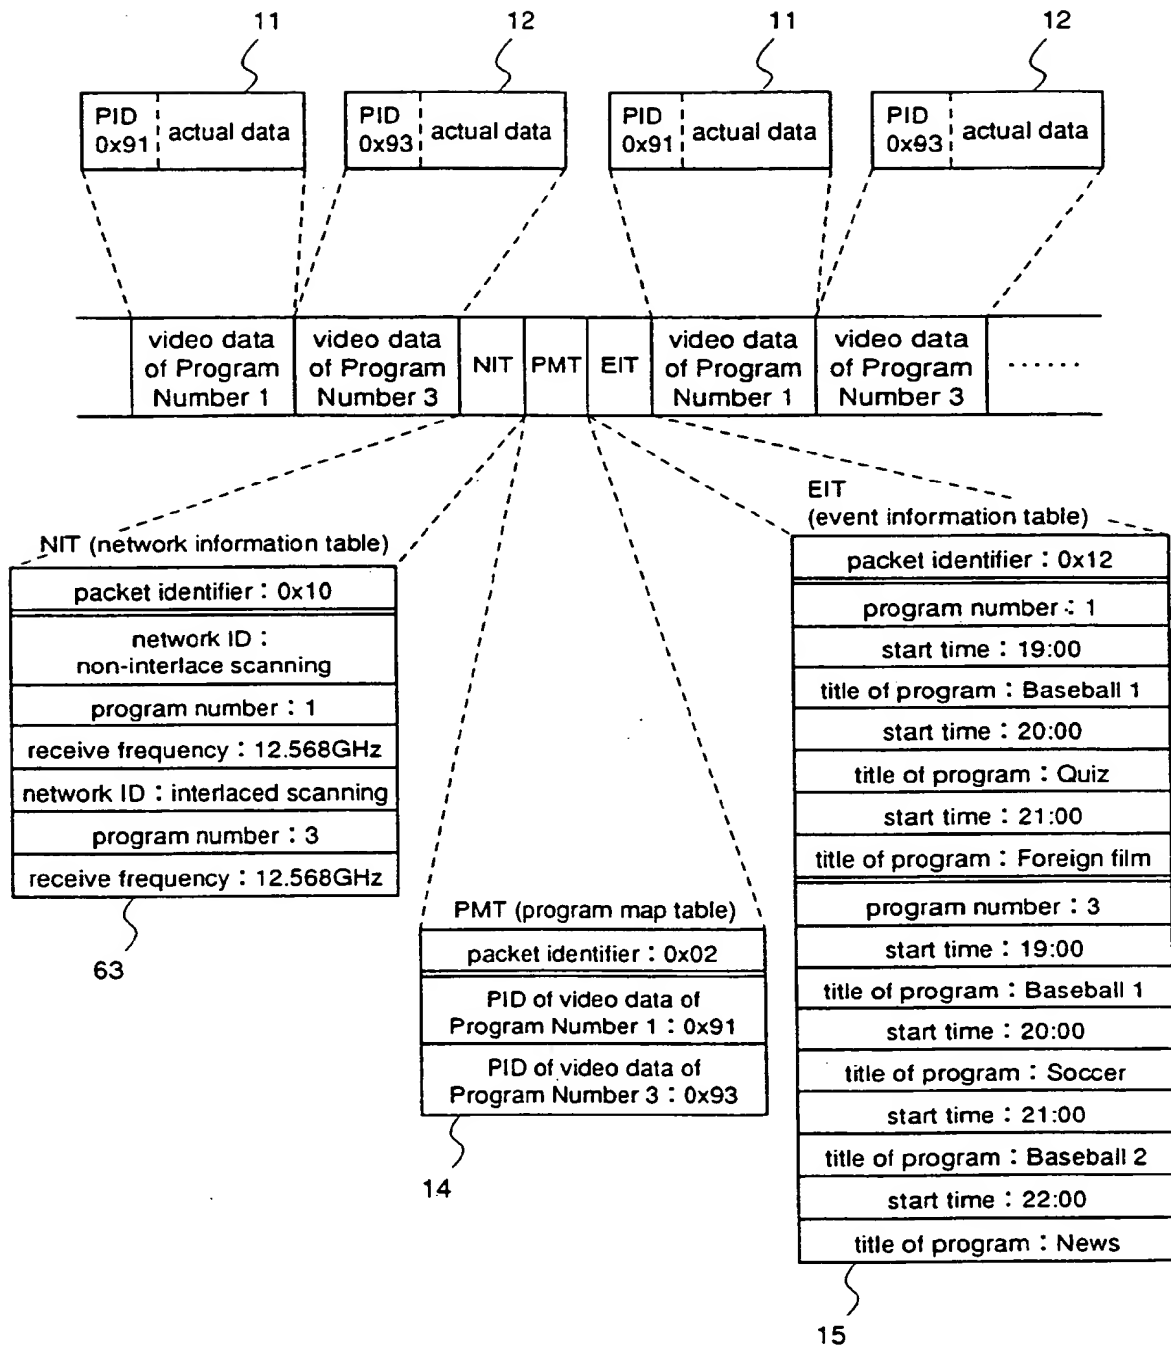 11
12
11
12
PID
0x91
actual data
PID
0x93
actual data
PID
0x91
actual data
PID
0x93
actual data
video data
of Program
Number 1
video data
of Program
Number 3
NIT
PMT
EIT
video data
of Program
Number 1
video data
of Program
Number 3
······
NIT (network information table)
packet identifier : 0x10
network ID :
non-interlace scanning
program number : 1
receive frequency : 12.568GHz
network ID : interlaced scanning
program number : 3
receive frequency : 12.568GHz
63
PMT (program map table)
packet identifier : 0x02
PID of video data of
Program Number 1 : 0x91
PID of video data of
Program Number 3 : 0x93
14
EIT
(event information table)
packet identifier : 0x12
program number : 1
start time : 19:00
title of program : Baseball 1
start time : 20:00
title of program : Quiz
start time : 21:00
title of program : Foreign film
program number : 3
start time : 19:00
title of program : Baseball 1
start time : 20:00
title of program : Soccer
start time : 21:00
title of program : Baseball 2
start time : 22:00
title of program : News
15